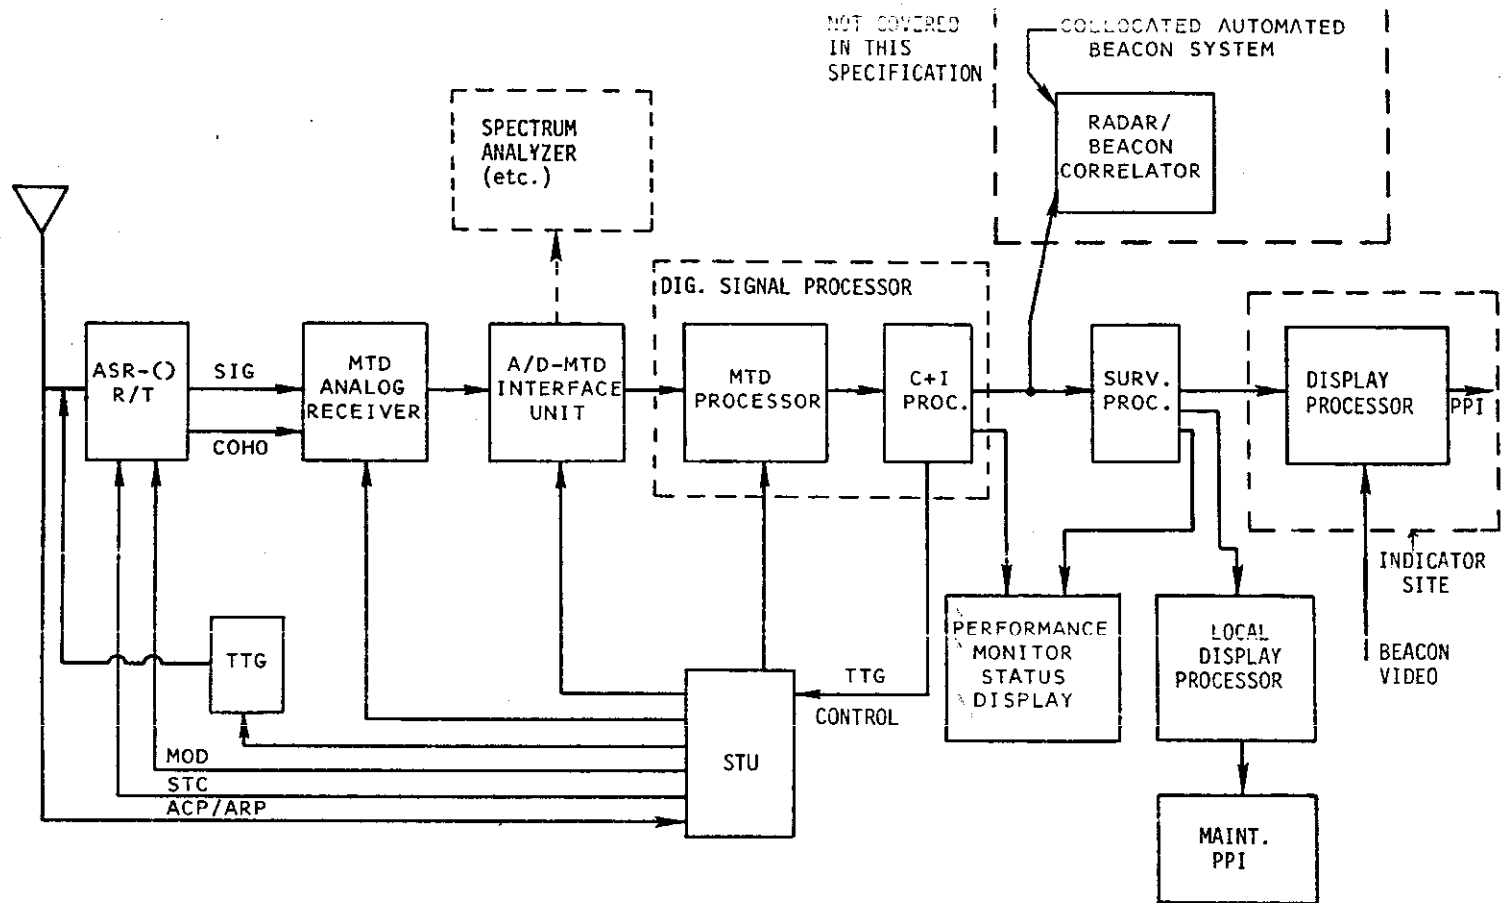 NOT COVERED
IN THIS
SPECIFICATION
COLLOCATED AUTOMATED
BEACON SYSTEM
RADAR/
BEACON
CORRELATOR
SPECTRUM
ANALYZER
(etc.)
DIG. SIGNAL PROCESSOR
ASR-()
R/T
SIG
COHO
MTD
ANALOG
RECEIVER
A/D-MTD
INTERFACE
UNIT
MTD
PROCESSOR
C+I
PROC.
SURV.
PROC.
DISPLAY
PROCESSOR
PPI
INDICATOR
SITE
BEACON
VIDEO
TTG
TTG
CONTROL
PERFORMANCE
MONITOR
STATUS
DISPLAY
LOCAL
DISPLAY
PROCESSOR
STU
MOD
STC
ACP/ARP
MAINT.
PPI